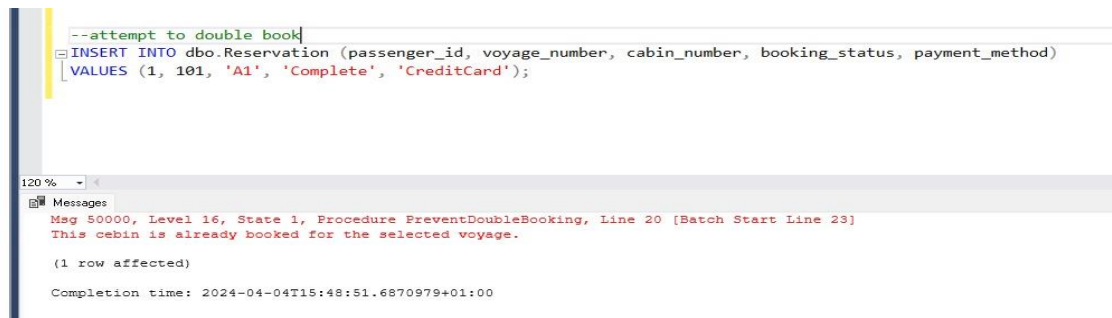 --attempt to double book
INSERT INTO dbo.Reservation (passenger_id, voyage_number, cabin_number, booking_status, payment_method)
VALUES (1, 101, 'A1', 'Complete', 'CreditCard');
120 %
Messages
Msg 50000, Level 16, State 1, Procedure PreventDoubleBooking, Line 20 [Batch Start Line 23]
This cebin is already booked for the selected voyage.
(1 row affected)
Completion time: 2024-04-04T15:48:51.6870979+01:00